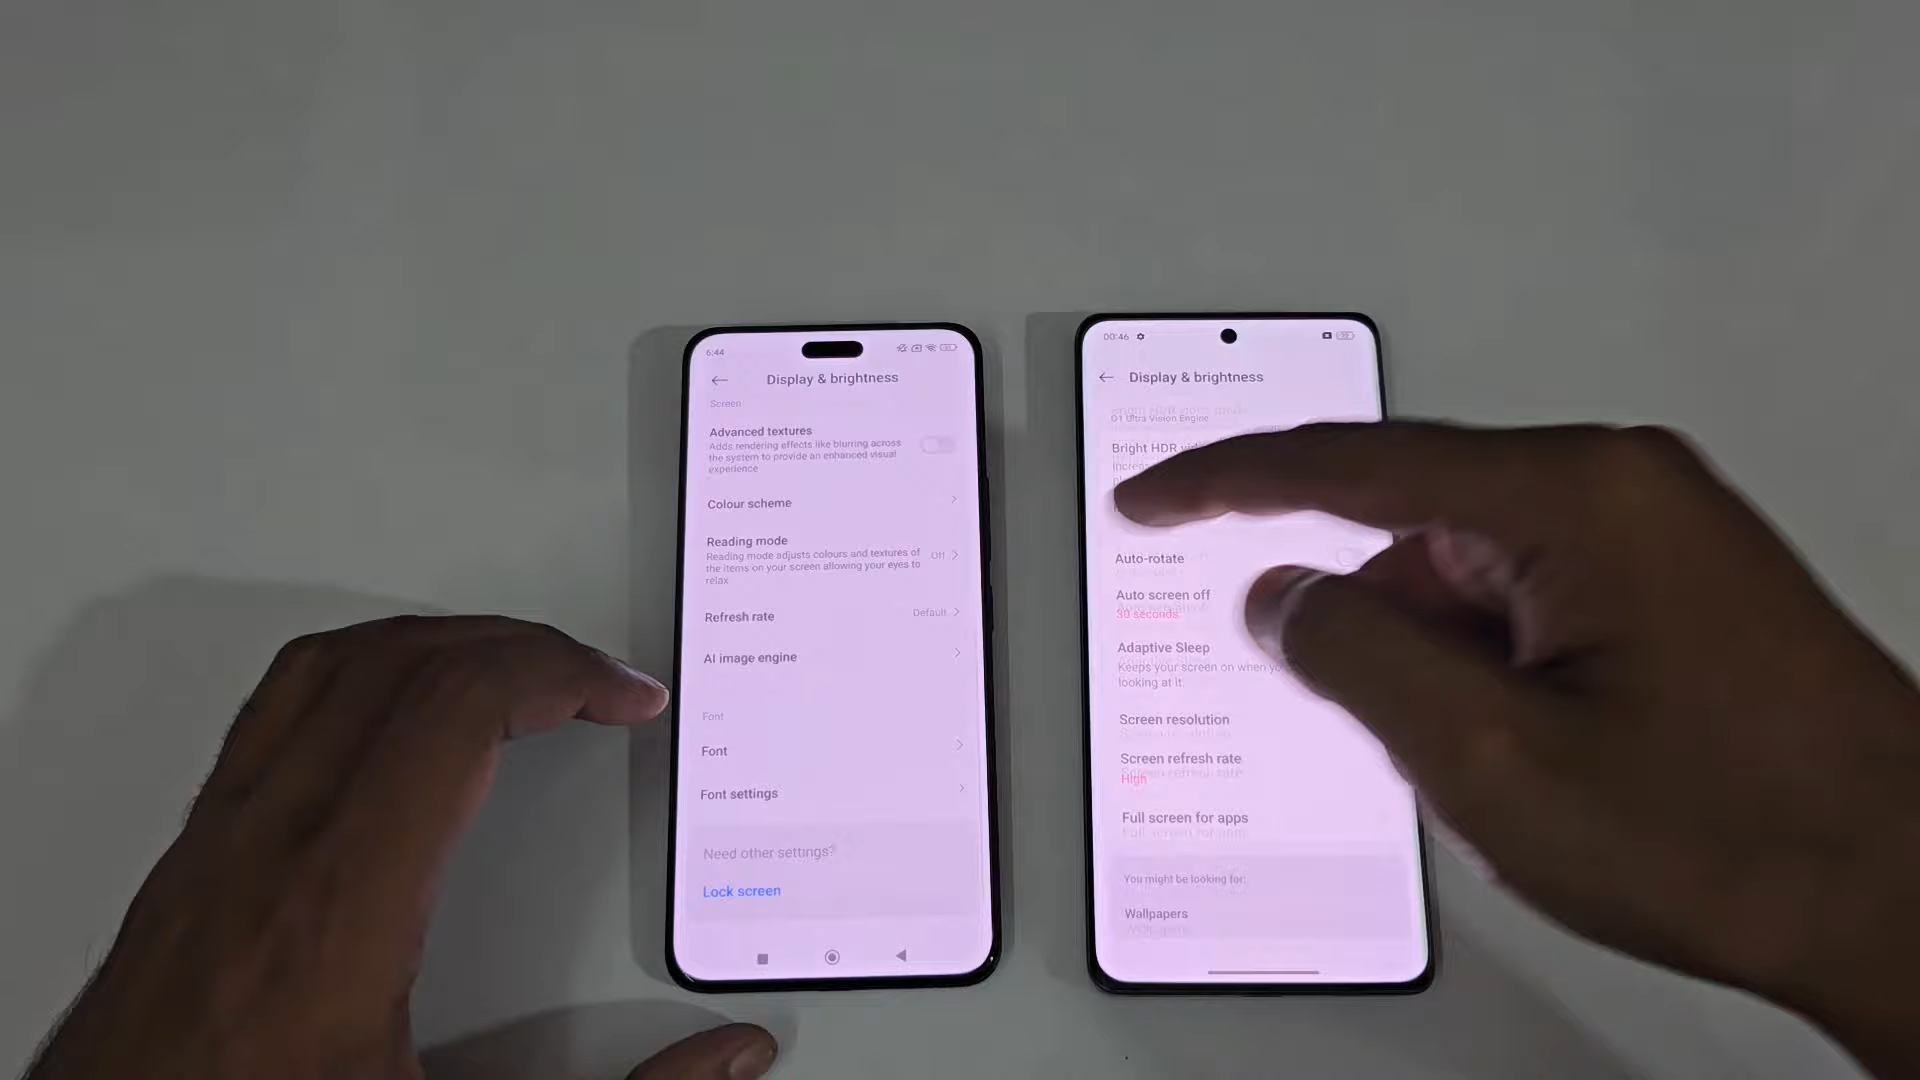 6:44
Display & brightness
Screen
Advanced textures
Adds rendering effects like blurring across
the system to provide an enhanced visual
experience
Colour scheme
Reading mode
Reading mode adjusts colours and textures of
the items on your screen allowing your eyes to
relax
Off
Refresh rate
Default
AI image engine
Font
Font
Font settings
Need other settings?
Lock screen
00:46
Display & brightness
O1 Ultra Vision Engine
Bright HDR
Auto-rotate
Auto screen off
30 seconds
Adaptive Sleep
Keeps your screen on when
looking at it.
Screen resolution
Screen refresh rate
High
Full screen for apps
You might be looking for:
Wallpapers